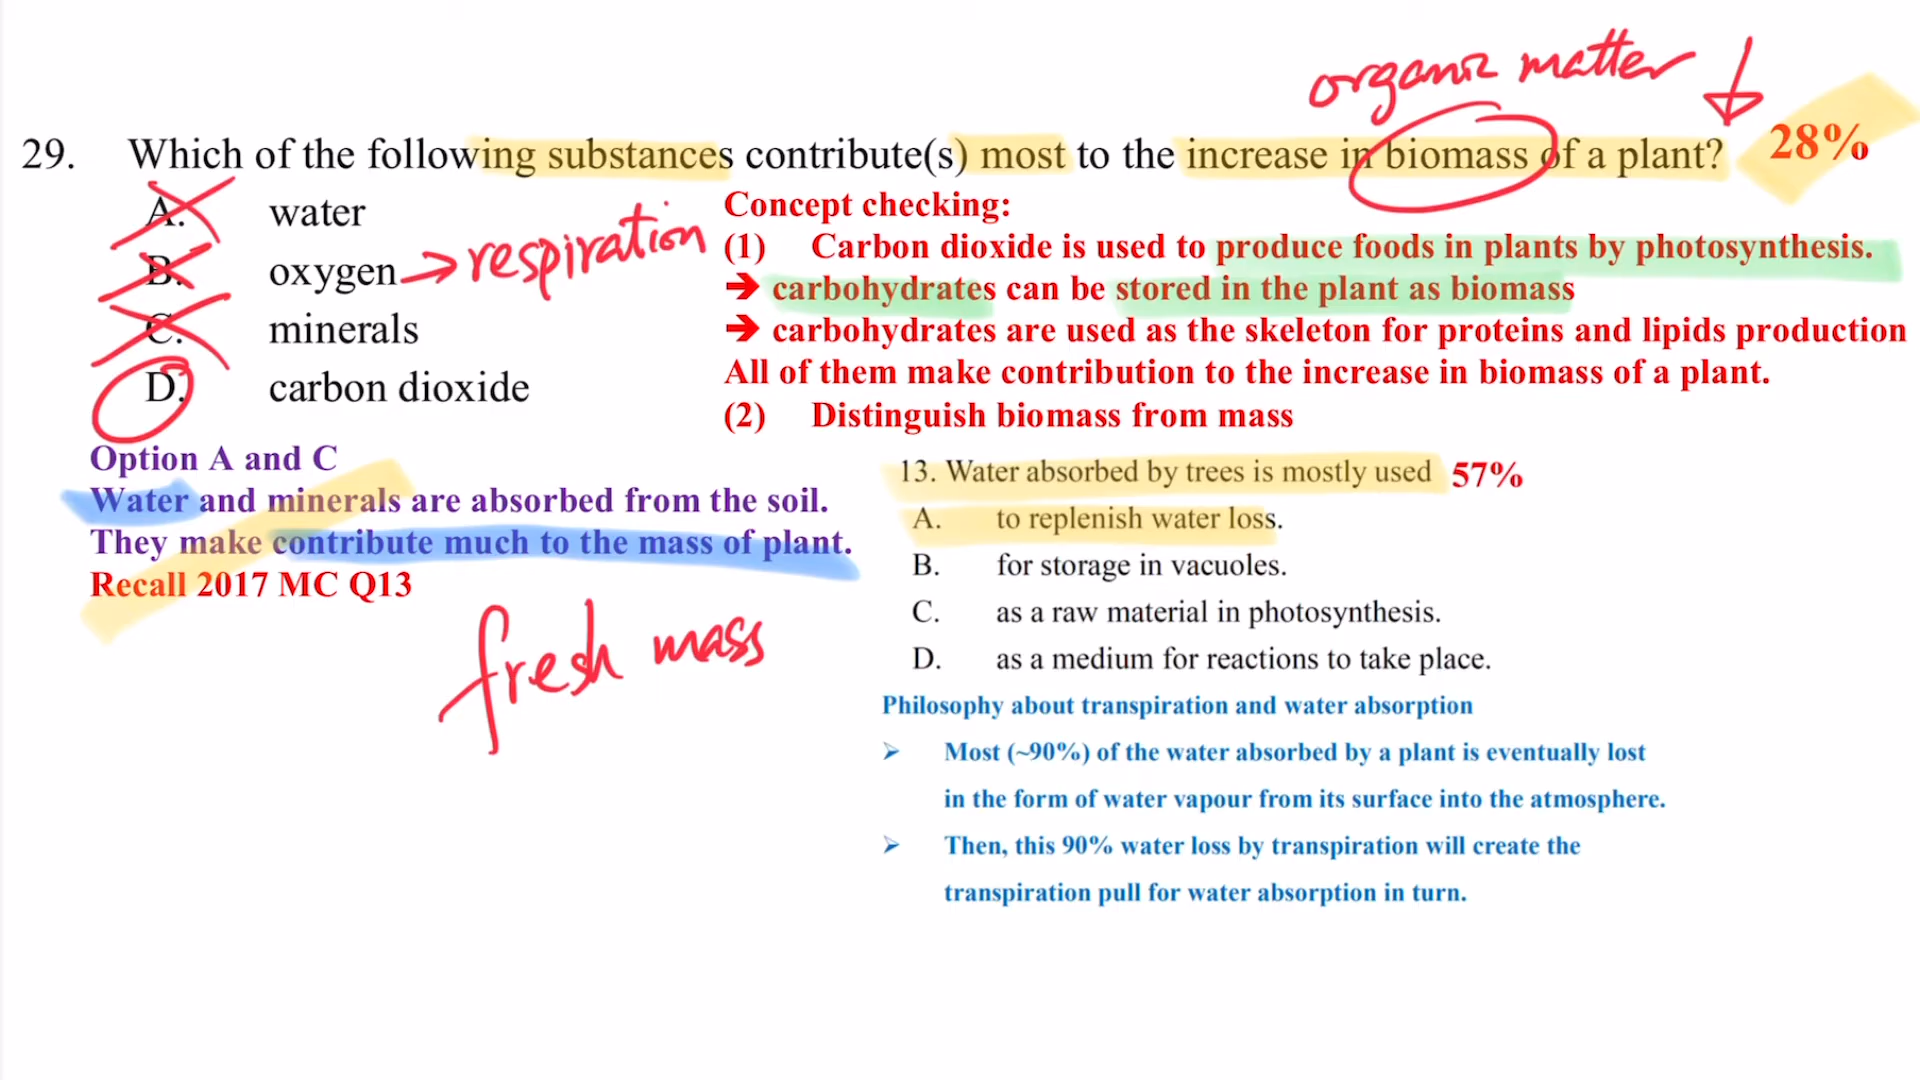 organic matter
29. Which of the following substances contribute(s) most to the increase in biomass of a plant? 28%
A. water
B. oxygen → respiration
C. minerals
D. carbon dioxide
Concept checking:
(1) Carbon dioxide is used to produce foods in plants by photosynthesis.
➔ carbohydrates can be stored in the plant as biomass
➔ carbohydrates are used as the skeleton for proteins and lipids production
All of them make contribution to the increase in biomass of a plant.
(2) Distinguish biomass from mass
Option A and C
Water and minerals are absorbed from the soil.
They make contribute much to the mass of plant.
Recall 2017 MC Q13
fresh mass
13. Water absorbed by trees is mostly used 57%
A. to replenish water loss.
B. for storage in vacuoles.
C. as a raw material in photosynthesis.
D. as a medium for reactions to take place.
Philosophy about transpiration and water absorption
➢ Most (~90%) of the water absorbed by a plant is eventually lost
in the form of water vapour from its surface into the atmosphere.
➢ Then, this 90% water loss by transpiration will create the
transpiration pull for water absorption in turn.